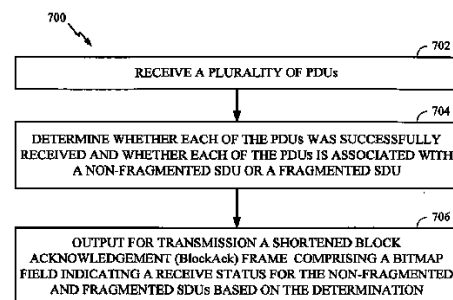 700
702
RECEIVE A PLURALITY OF PDUs
704
DETERMINE WHETHER EACH OF THE PDUs WAS SUCCESSFULLY
RECEIVED AND WHETHER EACH OF THE PDUs IS ASSOCIATED WITH
A NON-FRAGMENTED SDU OR A FRAGMENTED SDU
706
OUTPUT FOR TRANSMISSION A SHORTENED BLOCK
ACKNOWLEDGEMENT (BlockAck) FRAME COMPRISING A BITMAP
FIELD INDICATING A RECEIVE STATUS FOR THE NON-FRAGMENTED
AND FRAGMENTED SDUs BASED ON THE DETERMINATION